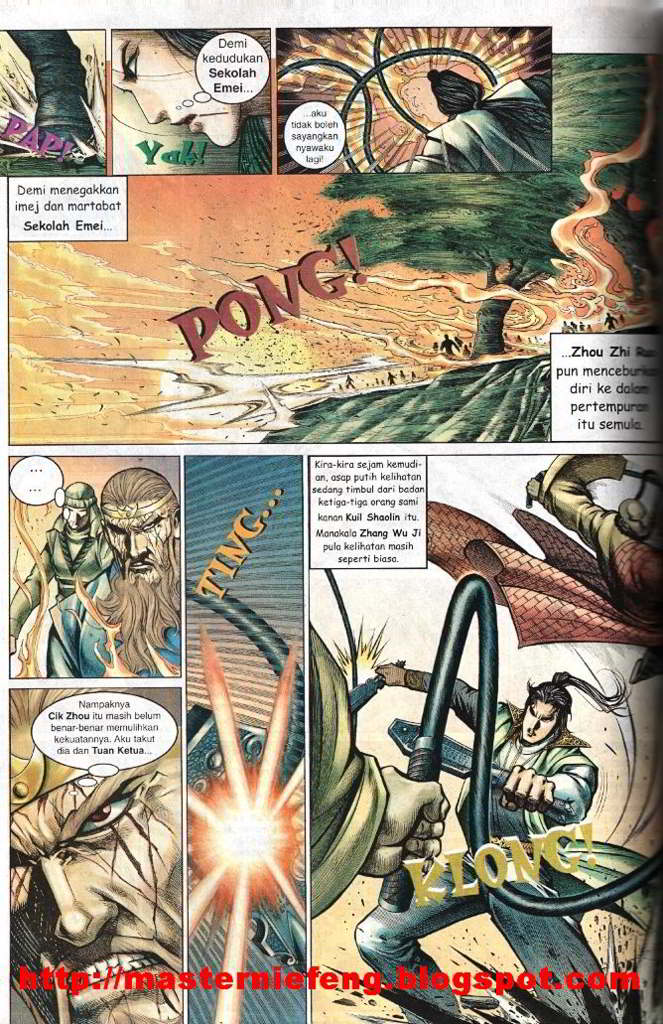 PAP!
Yak!
Demi
kedudukan
Sekolah
Emei...
...aku
tidak boleh
sayangkan
nyawaku
lagi!
Demi menegakkan
imej dan martabat
Sekolah Emei...
PONG!
...Zhou Zhi
pun menceburkan
diri ke dalam
pertempuran
itu semula.
...
...
TING...
Kira-kira sejam kemudi-
an, asap putih kelihatan
sedang timbul dari badan
ketiga-tiga orang sami
kanan Kuil Shaolin itu.
Manakala Zhang Wu Ji
pula kelihatan masih
seperti biasa.
Nampaknya
Cik Zhou itu masih belum
benar-benar memulihkan
kekuatannya. Aku takut
dia dan Tuan Ketua...
KLONG!
http://masterniefeng.blogspot.com